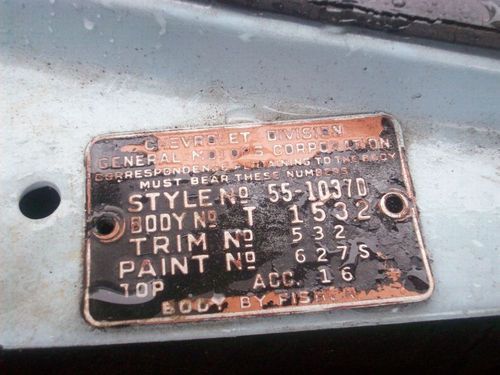 CHEVROLET DIVISION
GENERAL MOTORS CORPORATION
CORRESPONDENCE PERTAINING TO THE BODY
MUST BEAR THESE NUMBERS
STYLE No 55-1037D
BODY No T 1532
TRIM No 532
PAINT No 627S
TOP ACC. 16
BODY BY FISHER